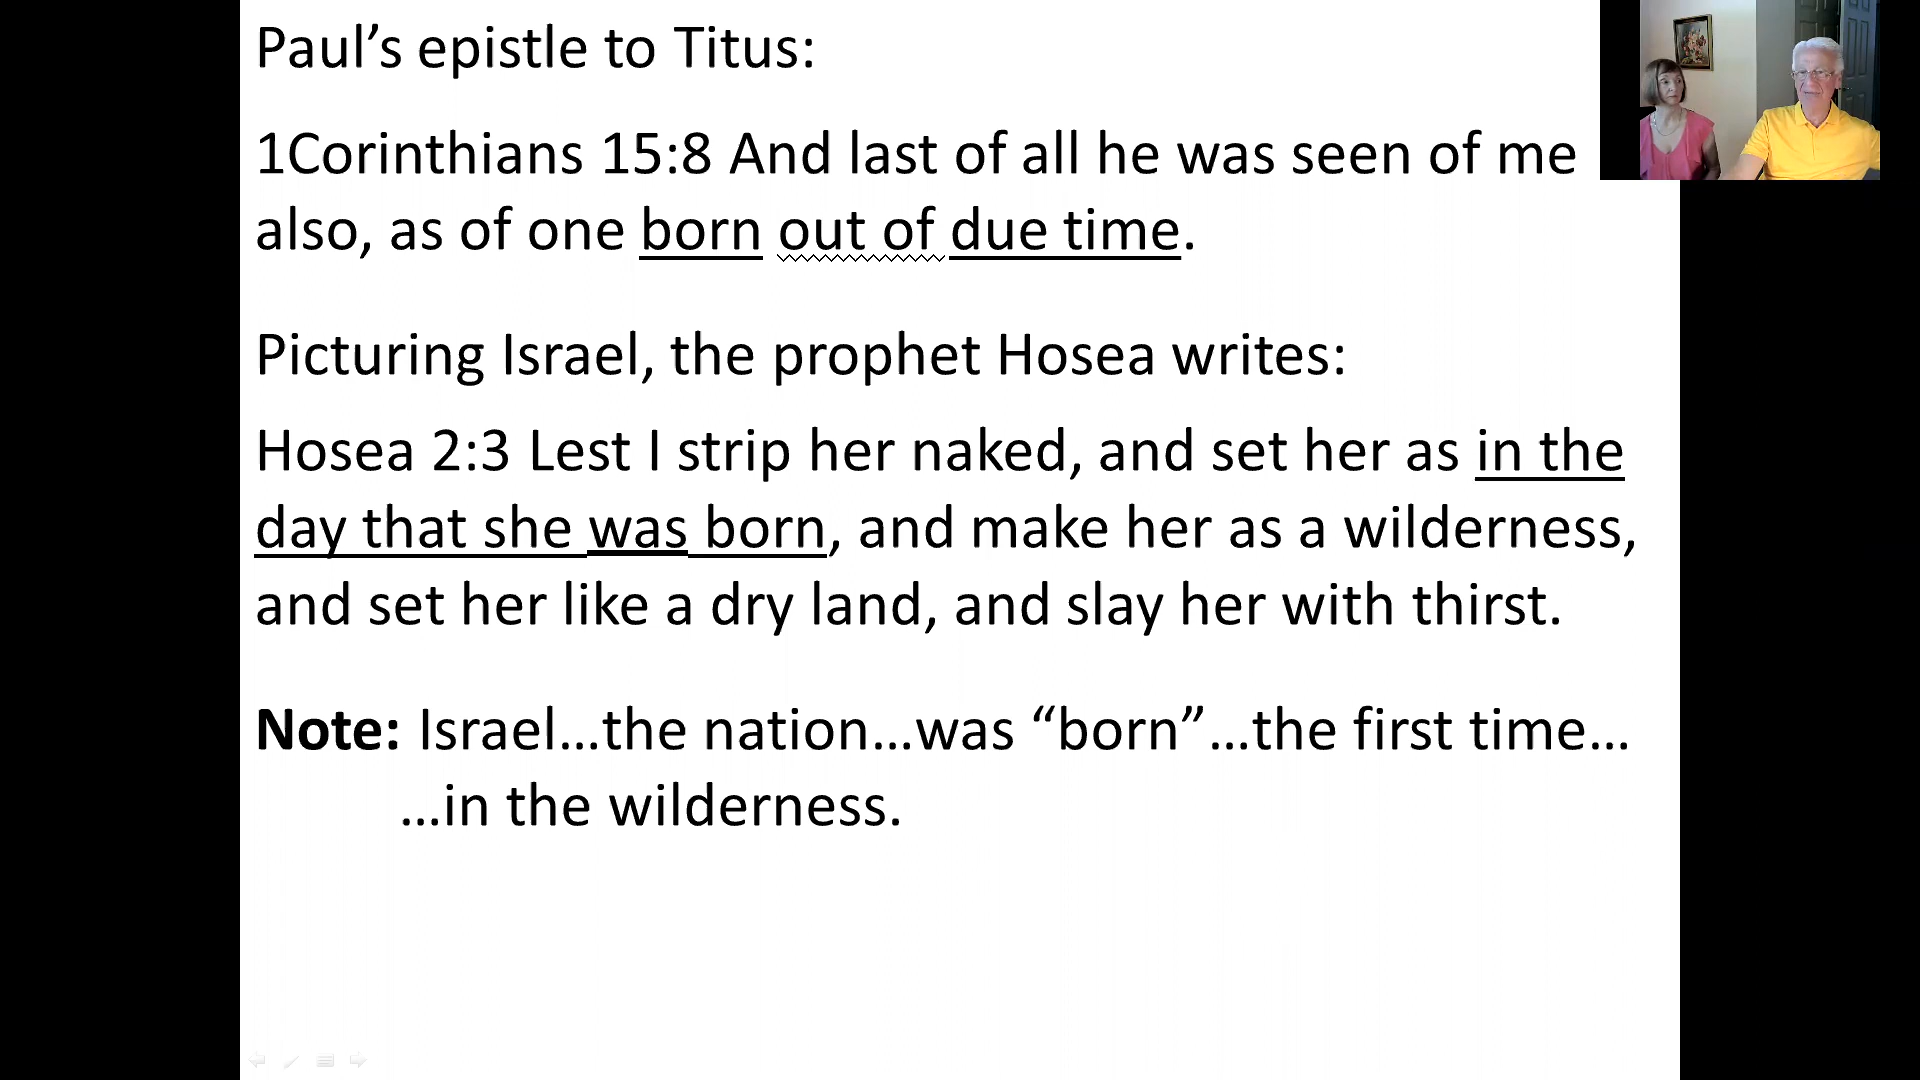 Paul’s epistle to Titus:
1Corinthians 15:8 And last of all he was seen of me
also, as of one born out of due time.
Picturing Israel, the prophet Hosea writes:
Hosea 2:3 Lest I strip her naked, and set her as in the
day that she was born, and make her as a wilderness,
and set her like a dry land, and slay her with thirst.
Note: Israel…the nation…was “born”…the first time…
…in the wilderness.